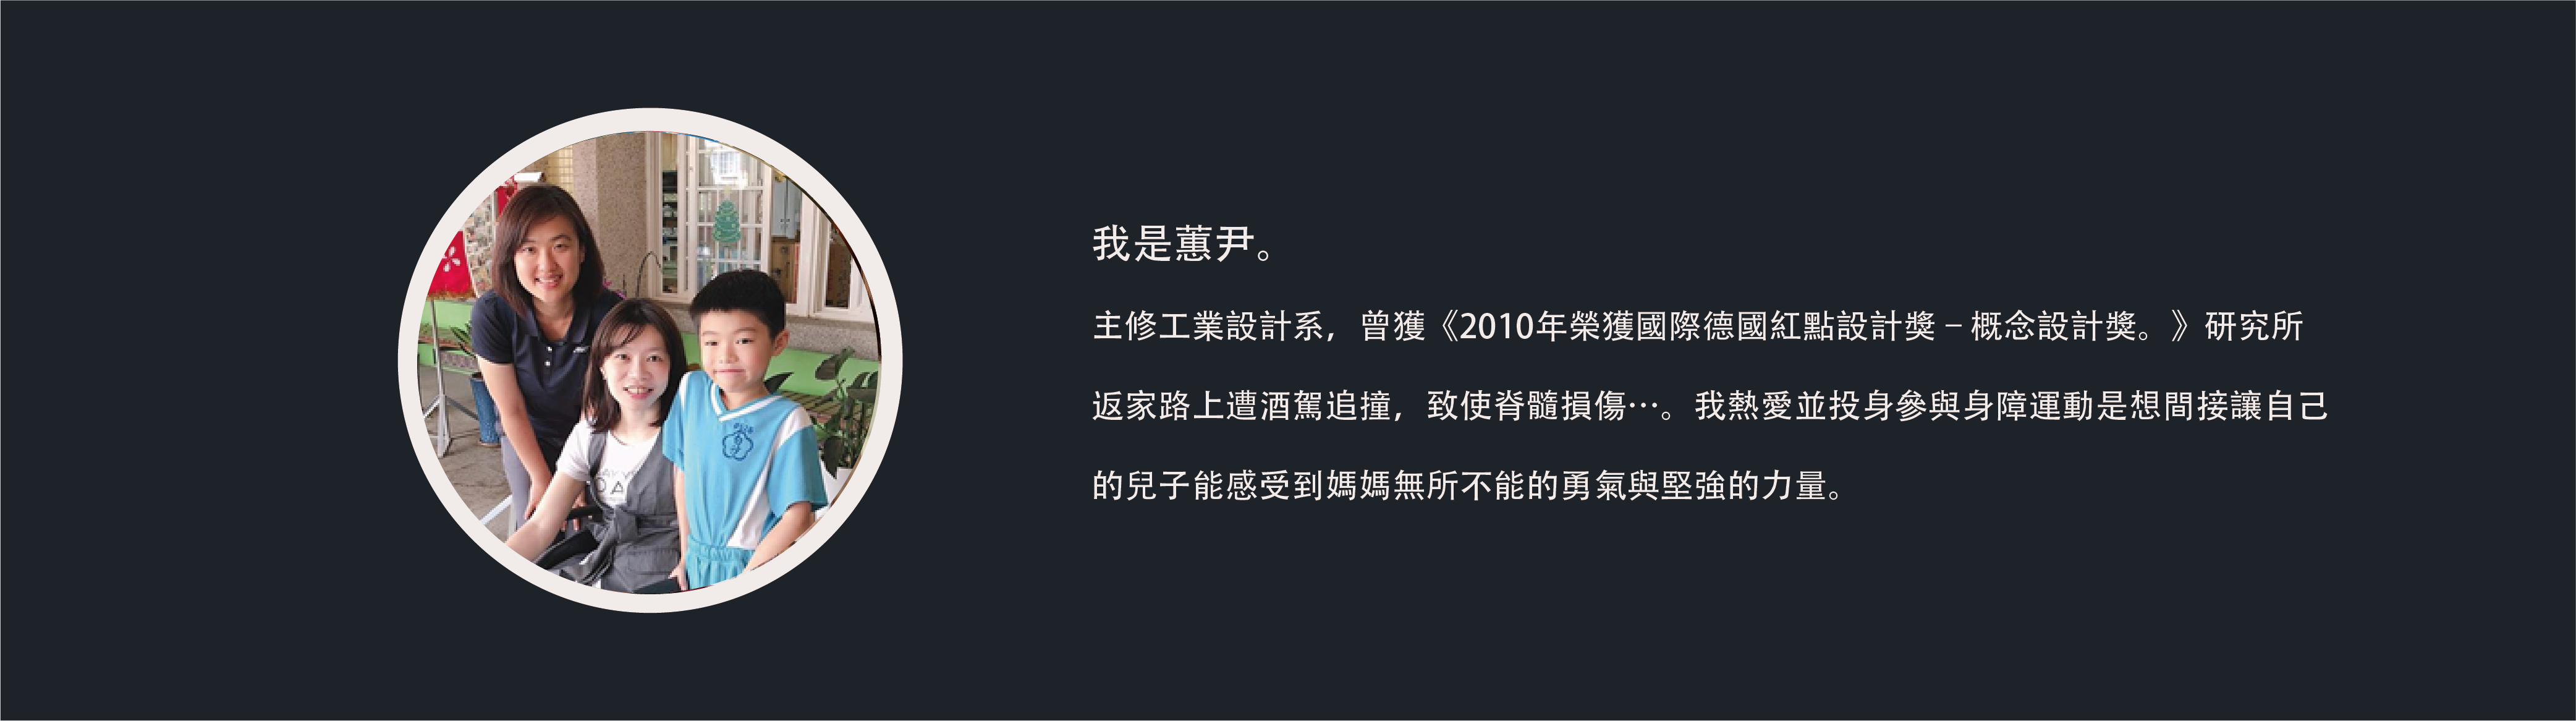 我是蕙尹。
主修工業設計系，曾獲《2010年榮獲國際德國紅點設計獎 – 概念設計獎。》研究所
返家路上遭酒駕追撞，致使脊髓損傷…。我熱愛並投身參與身障運動是想間接讓自己
的兒子能感受到媽媽無所不能的勇氣與堅強的力量。